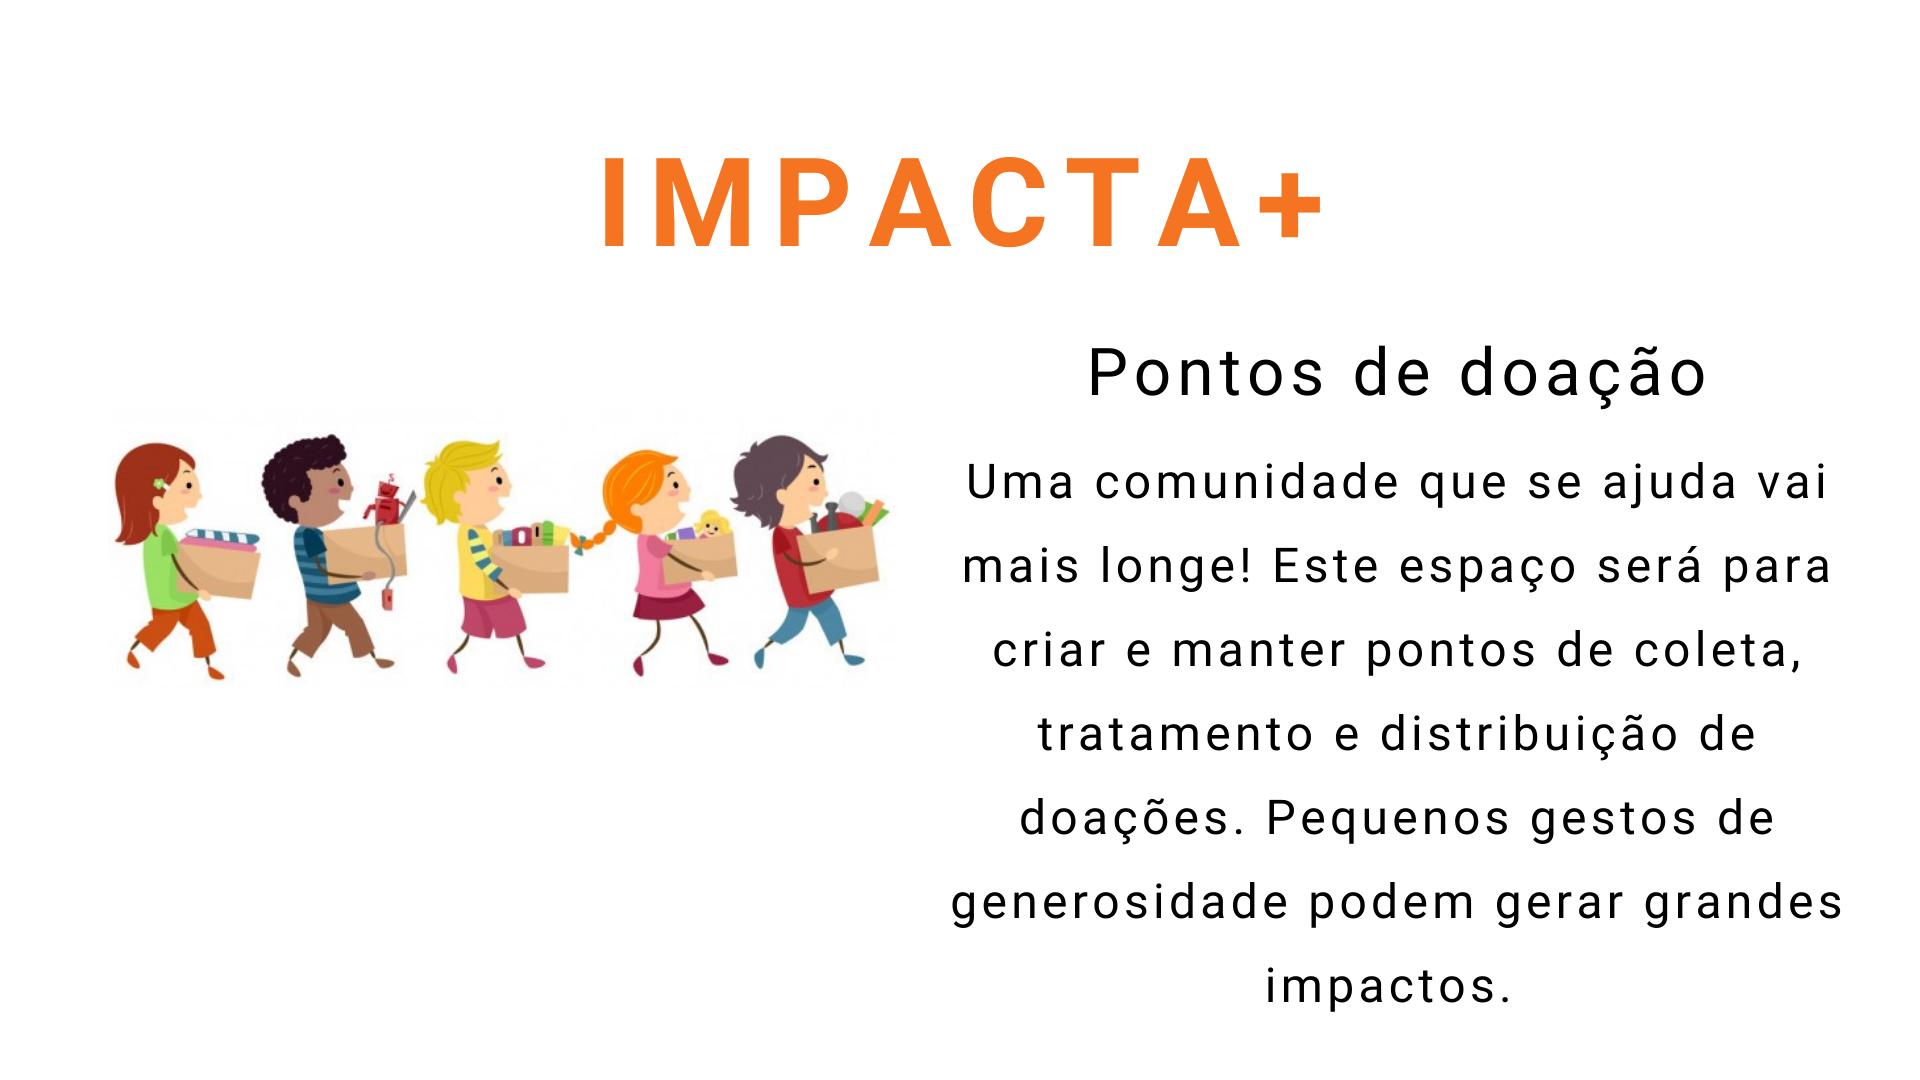 IMPACTA+
Pontos de doação
Uma comunidade que se ajuda vai
mais longe! Este espaço será para
criar e manter pontos de coleta,
tratamento e distribuição de
doações. Pequenos gestos de
generosidade podem gerar grandes
impactos.